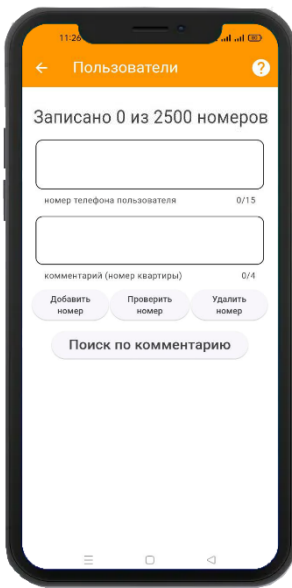 11:26
Пользователи
?
Записано 0 из 2500 номеров
номер телефона пользователя 0/15
комментарий (номер квартиры) 0/4
Добавить номер
Проверить номер
Удалить номер
Поиск по комментарию